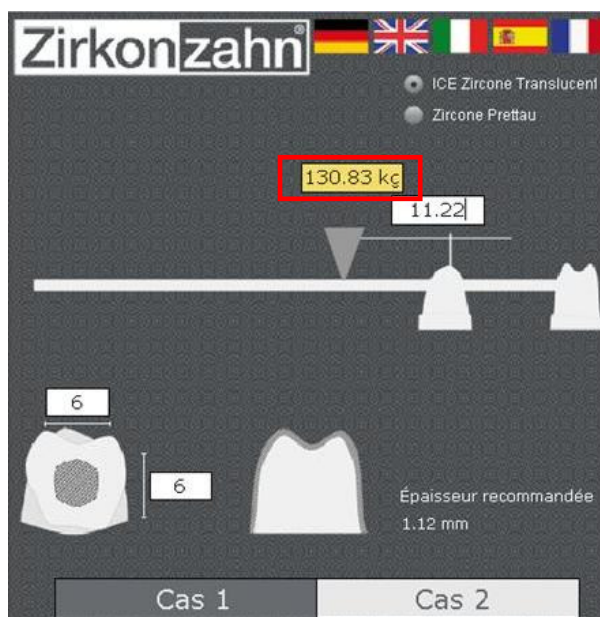 Zirkonzahn®
ICE Zircone Translucent
Zircone Prettau
130.83 kg
11.22
6
6
Épaisseur recommandée
1.12 mm
Cas 1
Cas 2